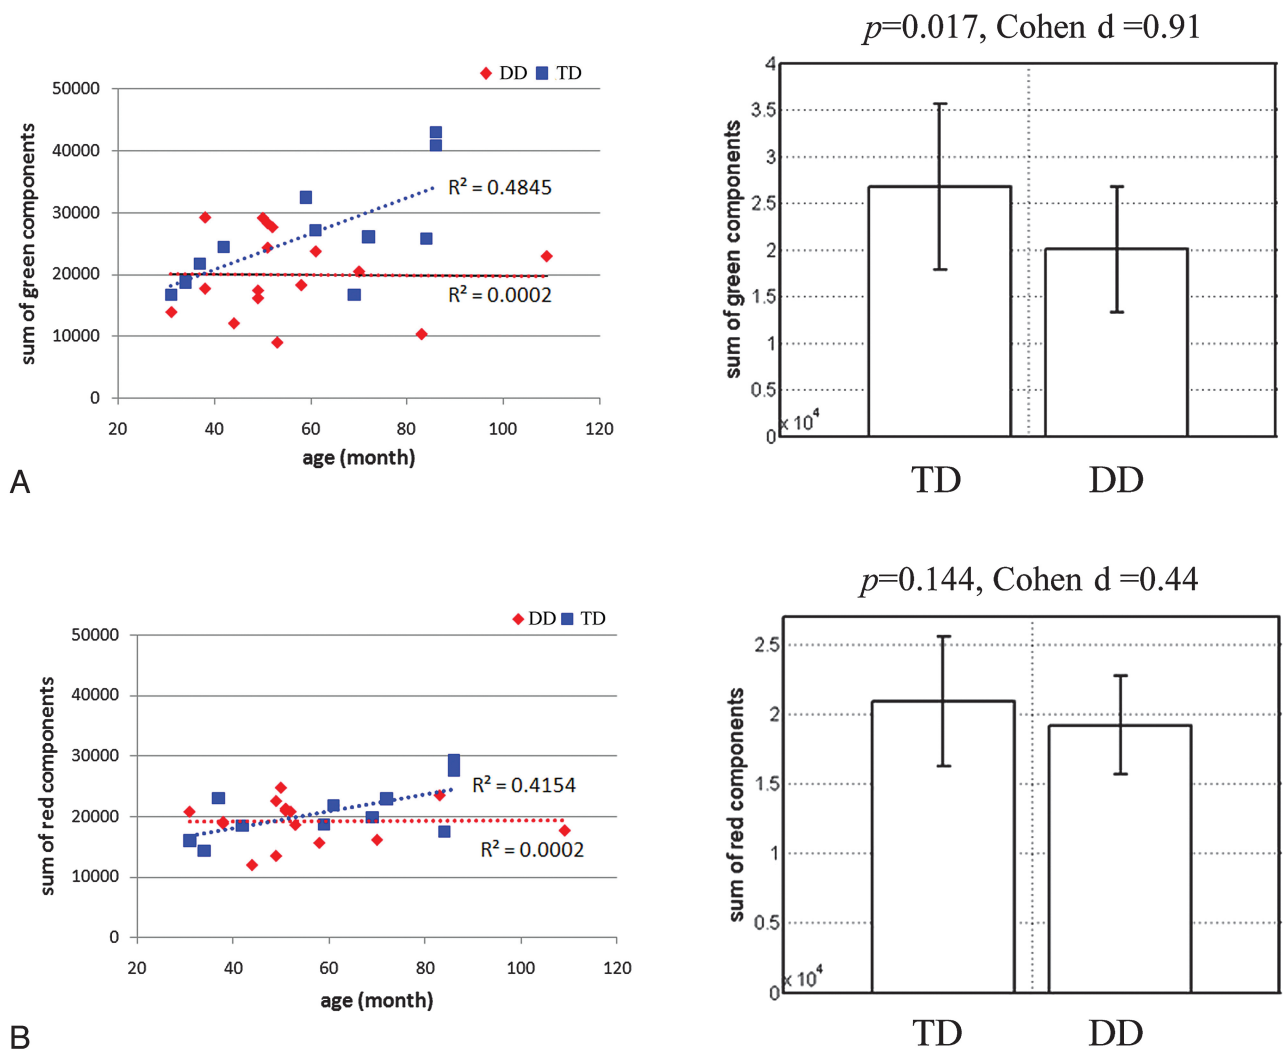 DD TD
50000
40000
30000
20000
10000
0
20 40 60 80 100 120
sum of green components
age (month)
R² = 0.4845
R² = 0.0002
A
p=0.017, Cohen d =0.91
4
3.5
3
2.5
2
1.5
1
0.5
0
x 10⁴
sum of green components
TD DD
DD TD
50000
40000
30000
20000
10000
0
20 40 60 80 100 120
sum of red components
age (month)
R² = 0.4154
R² = 0.0002
B
p=0.144, Cohen d =0.44
2.5
2
1.5
1
0.5
0
x 10⁴
sum of red components
TD DD